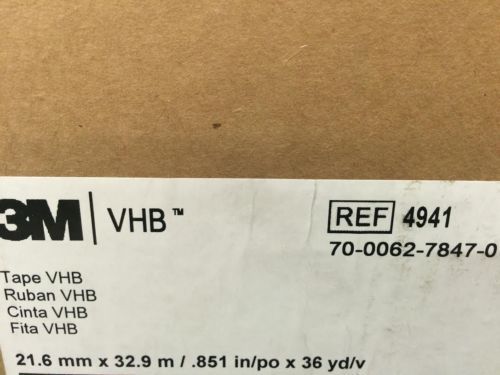 3M VHB™
REF 4941
70-0062-7847-0
Tape VHB
Ruban VHB
Cinta VHB
Fita VHB
21.6 mm x 32.9 m / .851 in/po x 36 yd/v